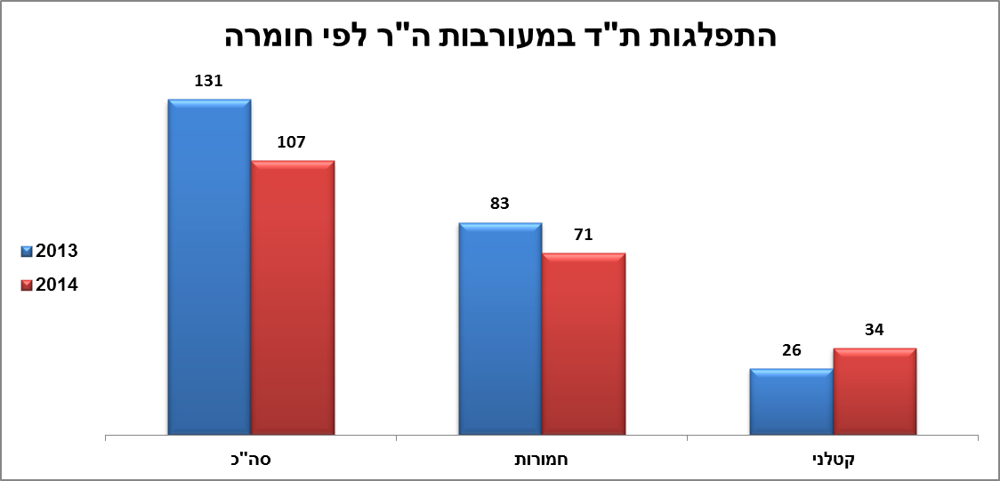 התפלגות ת"ד במעורבות ה"ר לפי חומרה
131
107
83
71
26
34
2013
2014
סה"כ
חמורות
קטלני